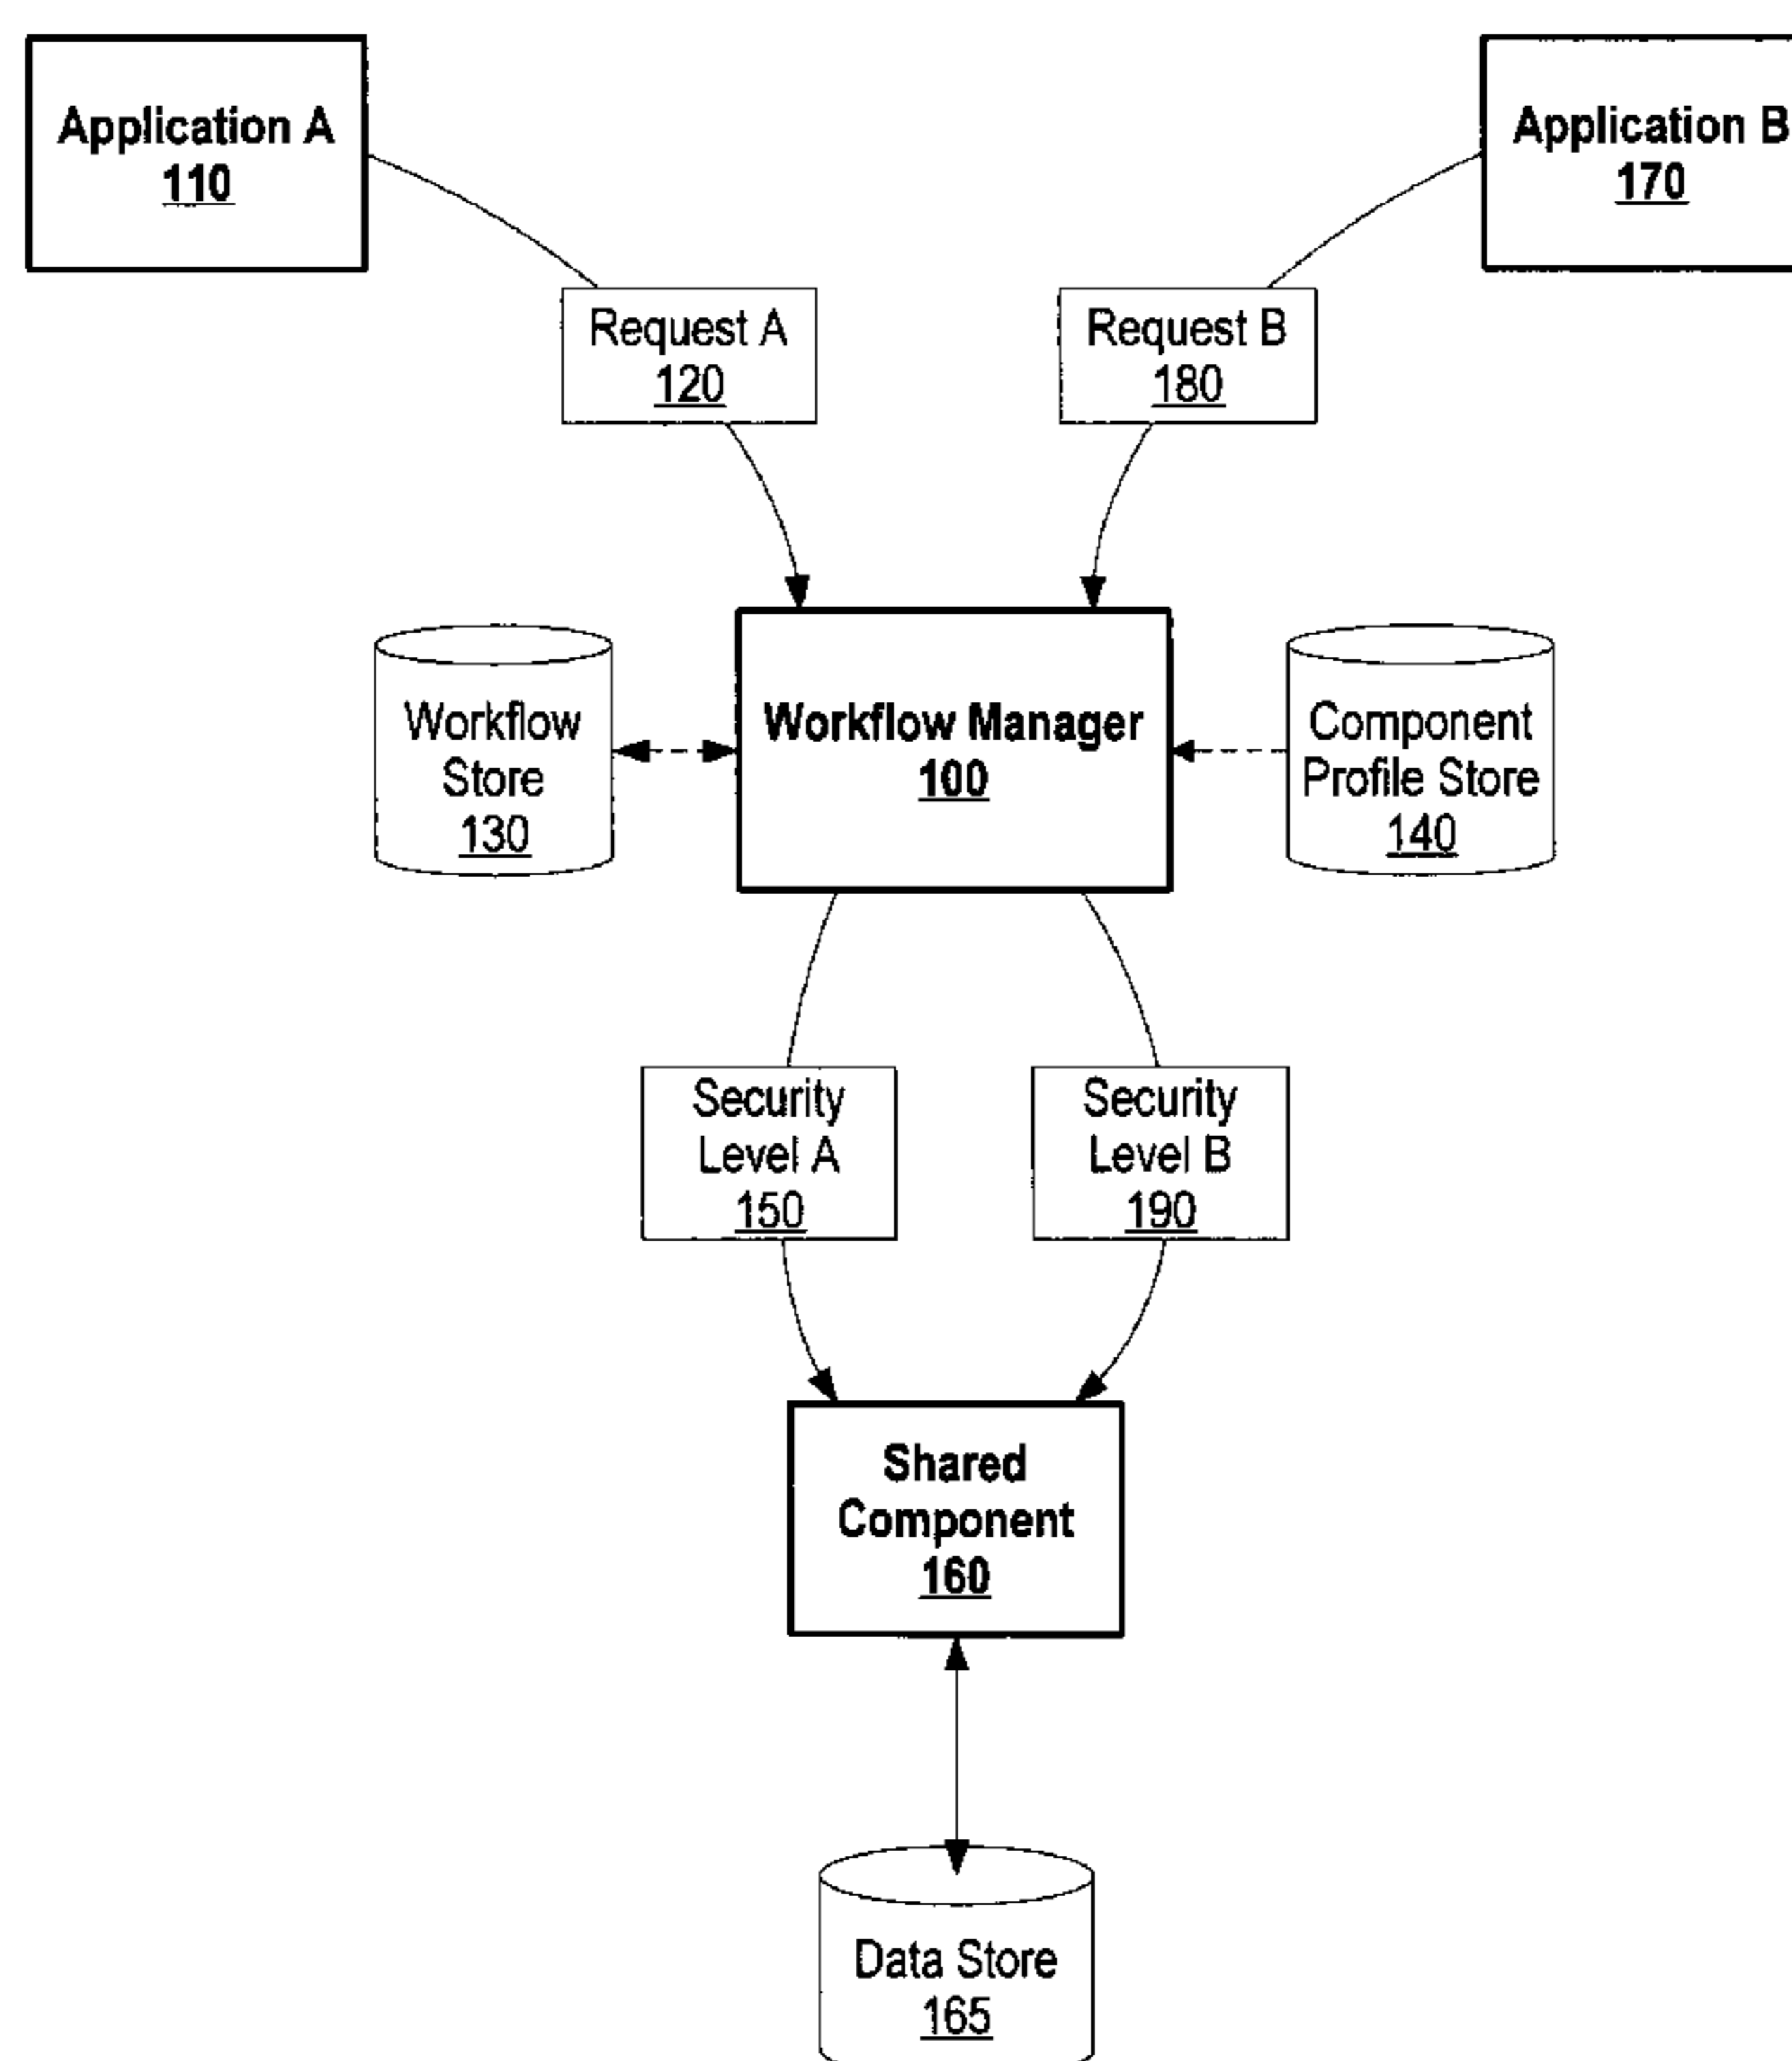 Application A
110
Application B
170
Request A
120
Request B
180
Workflow
Store
130
Workflow Manager
100
Component
Profile Store
140
Security
Level A
150
Security
Level B
190
Shared
Component
160
Data Store
165